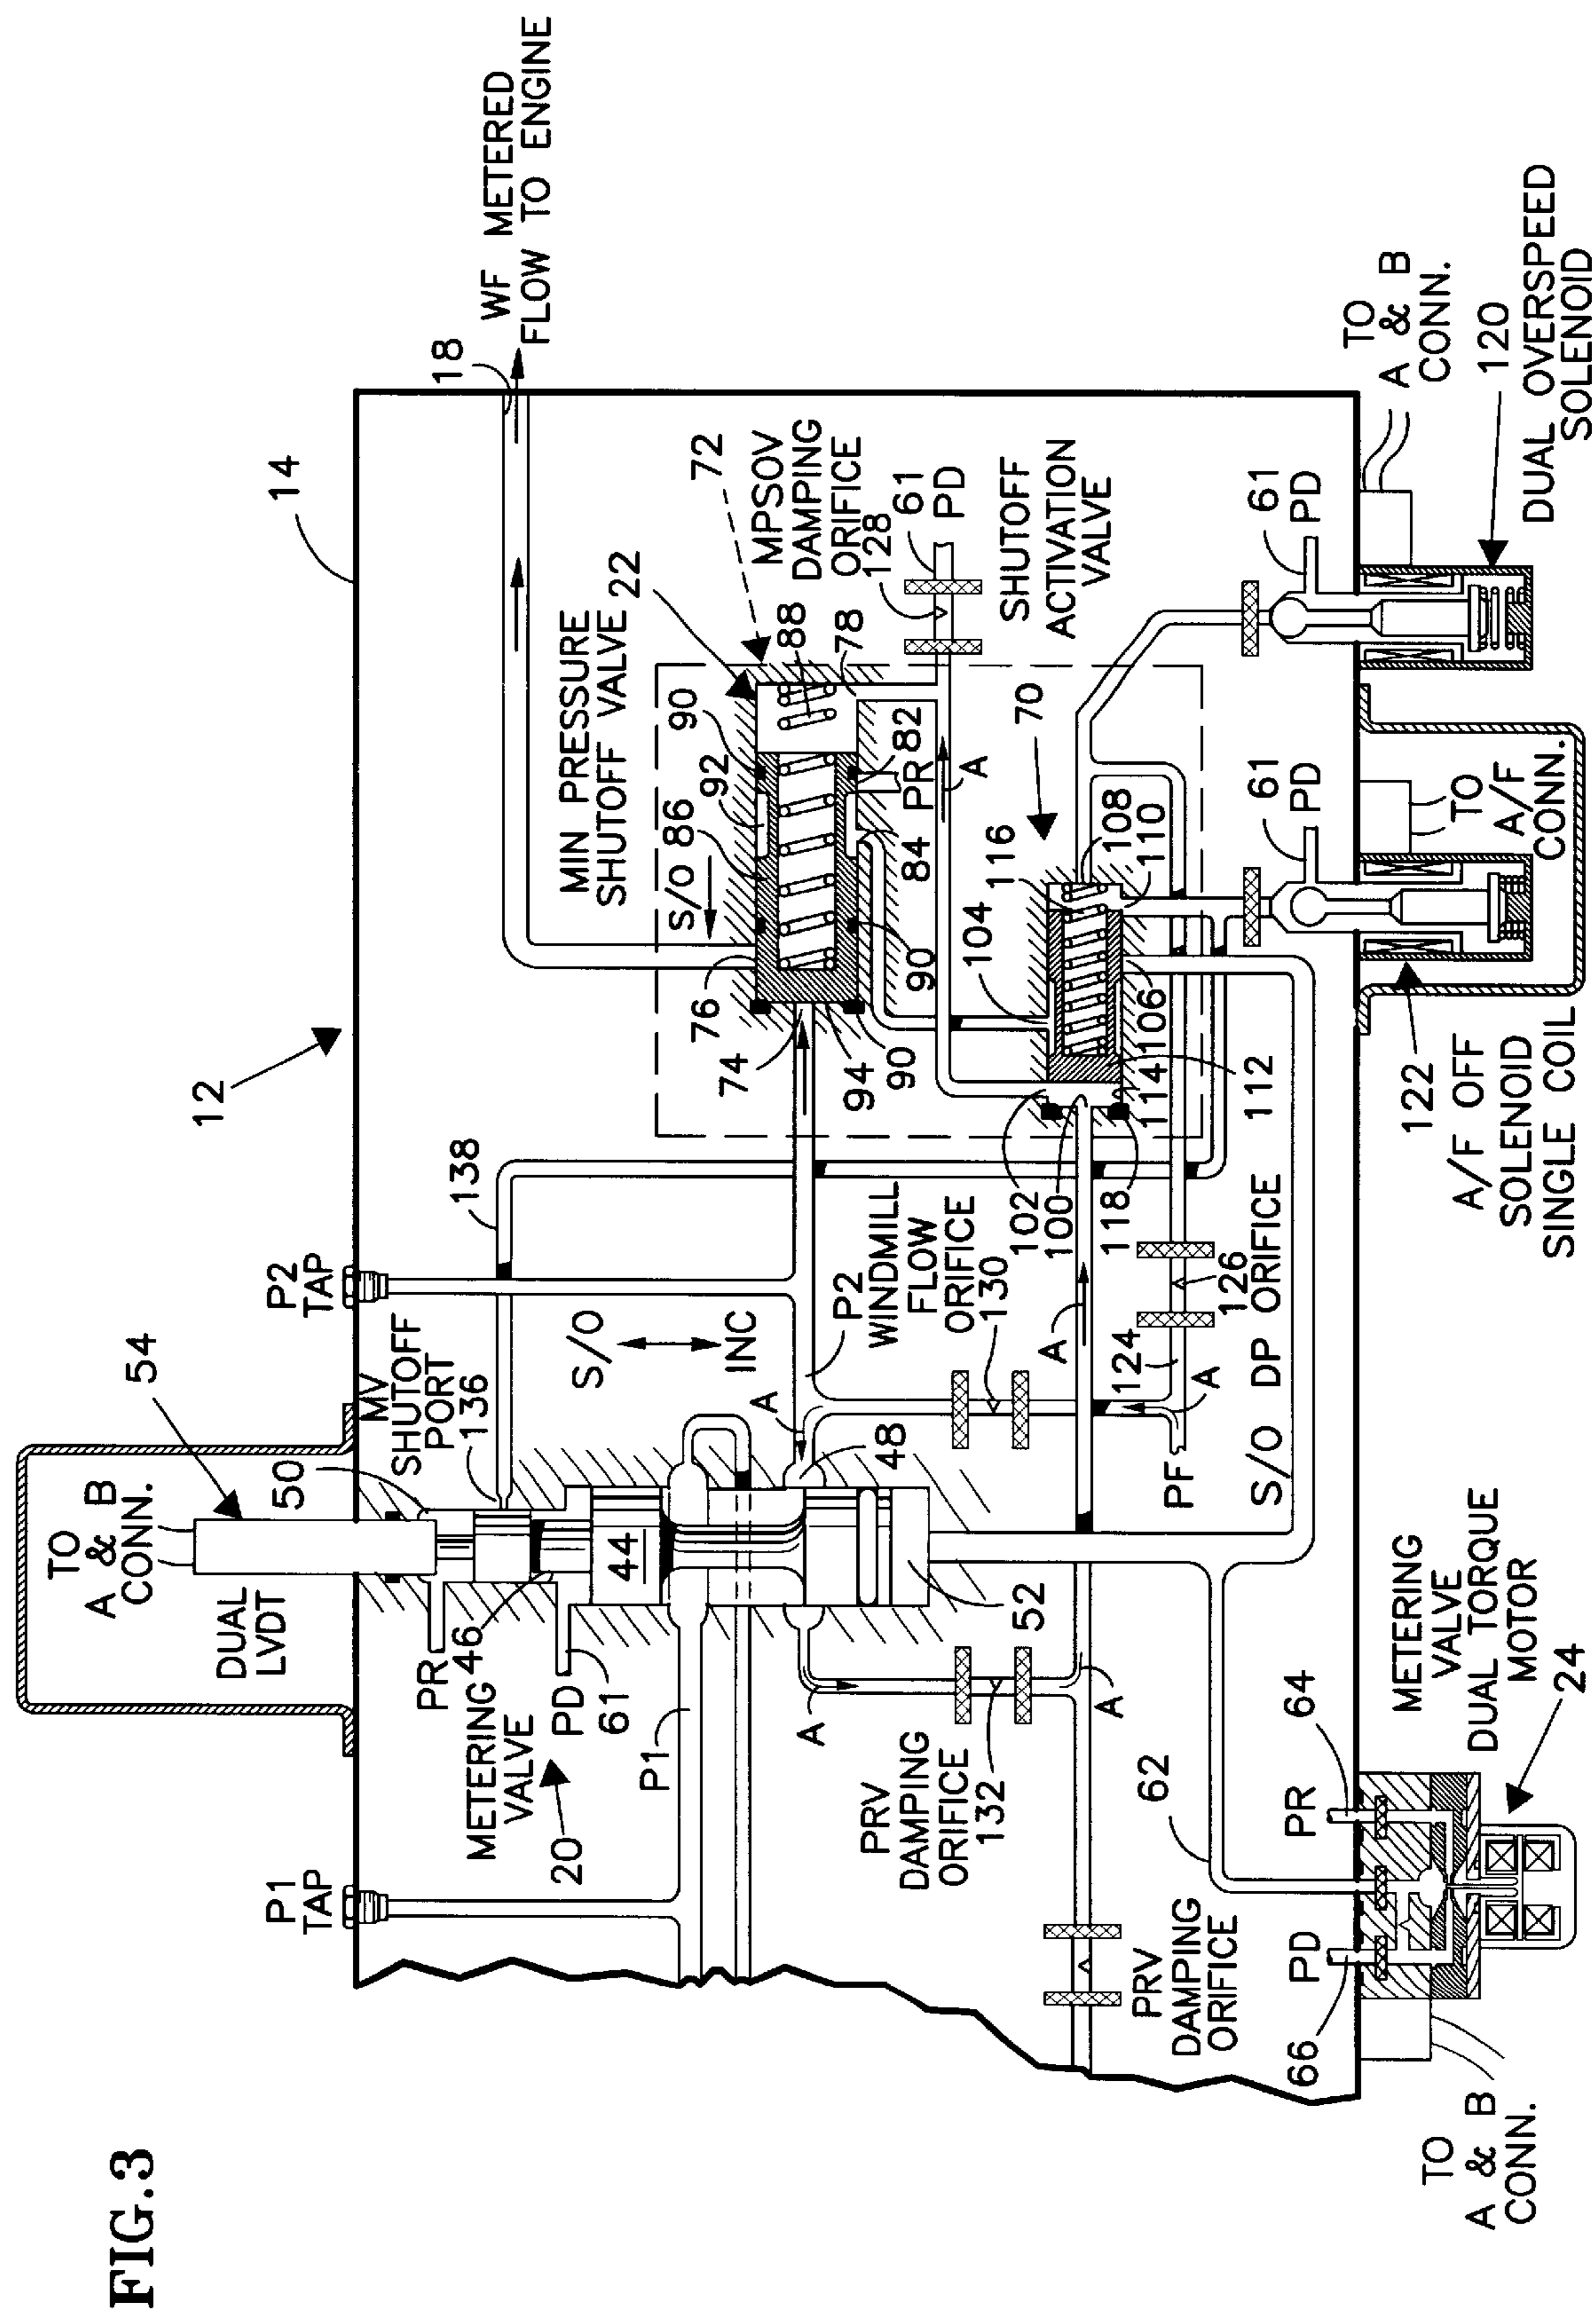 FIG.3
12
14
54
TO
A & B
CONN.
DUAL
LVDT
50
MV
SHUTOFF
PORT
136
P1
TAP
P2
TAP
138
18
WF METERED
FLOW TO ENGINE
PR
46
METERING
VALVE
20
PD
61
P1
44
48
52
S/O
INC
A
P2
WINDMILL
FLOW
ORIFICE
130
A
PRV
DAMPING
ORIFICE
132
A
A
PRV
DAMPING
ORIFICE
62
MIN PRESSURE
SHUTOFF VALVE
22
S/O
86
92
90
88
72
MPSOV
DAMPING
ORIFICE
128
61
PD
78
82
PR
84
90
76
74
94
90
A
SHUTOFF
ACTIVATION
VALVE
70
116
108
110
104
106
102
100
118
114
112
A
124
126
S/O DP ORIFICE
PF
A
61
PD
61
PD
TO
A & B
CONN.
120
DUAL OVERSPEED
SOLENOID
TO
A/F
CONN.
122
A/F OFF
SOLENOID
SINGLE COIL
METERING
VALVE
DUAL TORQUE
MOTOR
24
64
PR
PD
66
TO
A & B
CONN.